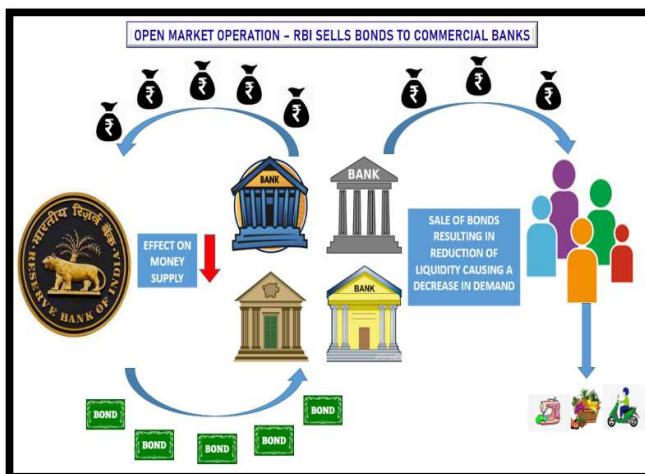 OPEN MARKET OPERATION – RBI SELLS BONDS TO COMMERCIAL BANKS
₹
₹
₹
₹
₹
₹
₹
₹
भारतीय रिज़र्व बैंक
RESERVE BANK OF INDIA
EFFECT ON
MONEY
SUPPLY
BANK
BANK
BANK
SALE OF BONDS
RESULTING IN
REDUCTION OF
LIQUIDITY CAUSING A
DECREASE IN DEMAND
BOND
BOND
BOND
BOND
BOND